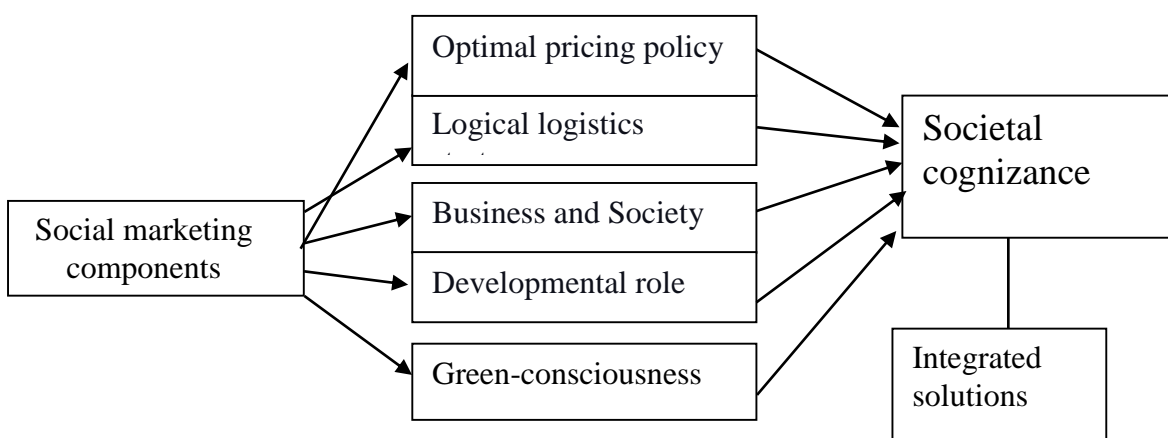 Social marketing
components
Optimal pricing policy
Logical logistics
Business and Society
Developmental role
Green-consciousness
Societal
cognizance
Integrated
solutions